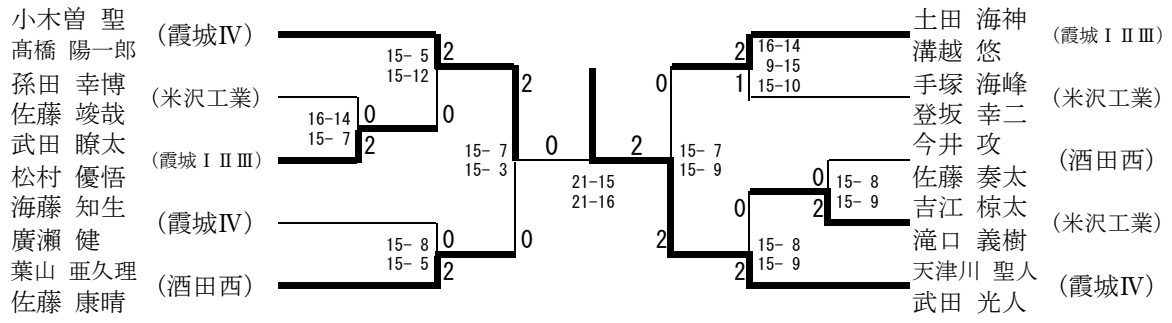 小木曽 聖
髙橋 陽一郎
(霞城Ⅳ)
孫田 幸博
佐藤 竣哉
(米沢工業)
武田 瞭太
松村 優悟
(霞城ⅠⅡⅢ)
海藤 知生
廣瀬 健
(霞城Ⅳ)
葉山 亜久理
佐藤 康晴
(酒田西)
15- 5
15-12
2
0
16-14
15- 7
0
2
15- 8
15- 5
0
2
15- 7
15- 3
2
0
0
2
21-15
21-16
15- 7
15- 9
0
2
2
1
16-14
9-15
15-10
0
2
15- 8
15- 9
0
2
15- 8
15- 9
土田 海神
溝越 悠
(霞城ⅠⅡⅢ)
手塚 海峰
登坂 幸二
(米沢工業)
今井 攻
佐藤 奏太
(酒田西)
吉江 椋太
滝口 義樹
(米沢工業)
天津川 聖人
武田 光人
(霞城Ⅳ)